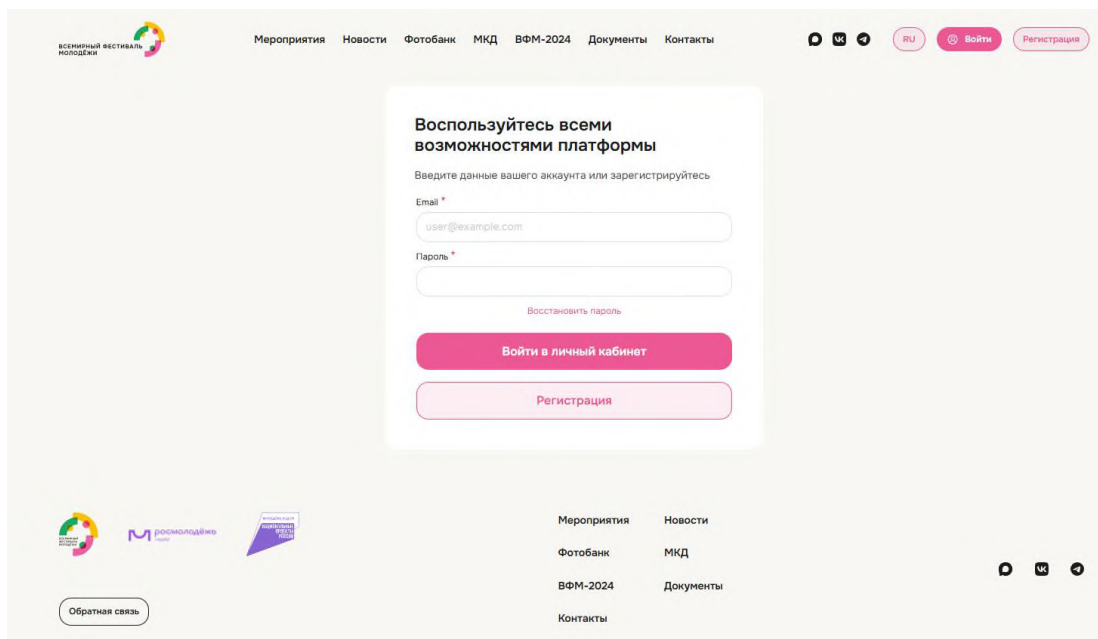 ВСЕМИРНЫЙ ФЕСТИВАЛЬ
МОЛОДЁЖИ
Мероприятия Новости Фотобанк МКД ВФМ-2024 Документы Контакты
RU Войти Регистрация
Воспользуйтесь всеми
возможностями платформы
Введите данные вашего аккаунта или зарегистрируйтесь
Email *
user@example.com
Пароль *
Восстановить пароль
Войти в личный кабинет
Регистрация
росмолодёжь
Мероприятия Новости
Фотобанк МКД
ВФМ-2024 Документы
Контакты
Обратная связь